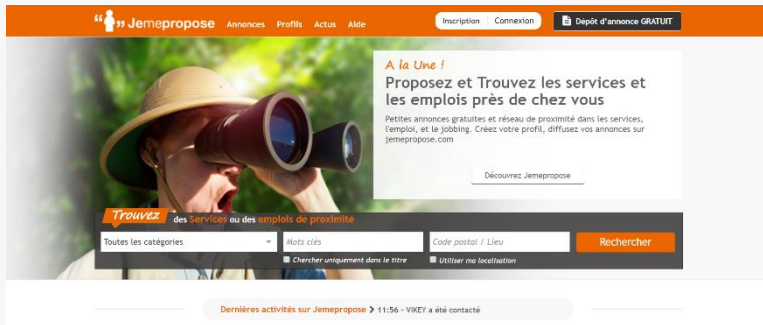 Jemepropose Annonces Profils Actus Aide Inscription Connexion Dépôt d'annonce GRATUIT
A la Une !
Proposez et Trouvez les services et
les emplois près de chez vous
Petites annonces gratuites et réseau de proximité dans les services,
l'emploi, et le jobbing. Créez votre profil, diffusez vos annonces sur
jemepropose.com
Découvrez Jemepropose
Trouvez des Services ou des emplois de proximité
Toutes les catégories Mots clés Code postal / Lieu Rechercher
Chercher uniquement dans le titre Utiliser ma localisation
Dernières activités sur Jemepropose > 11:56 - VIKEY a été contacté